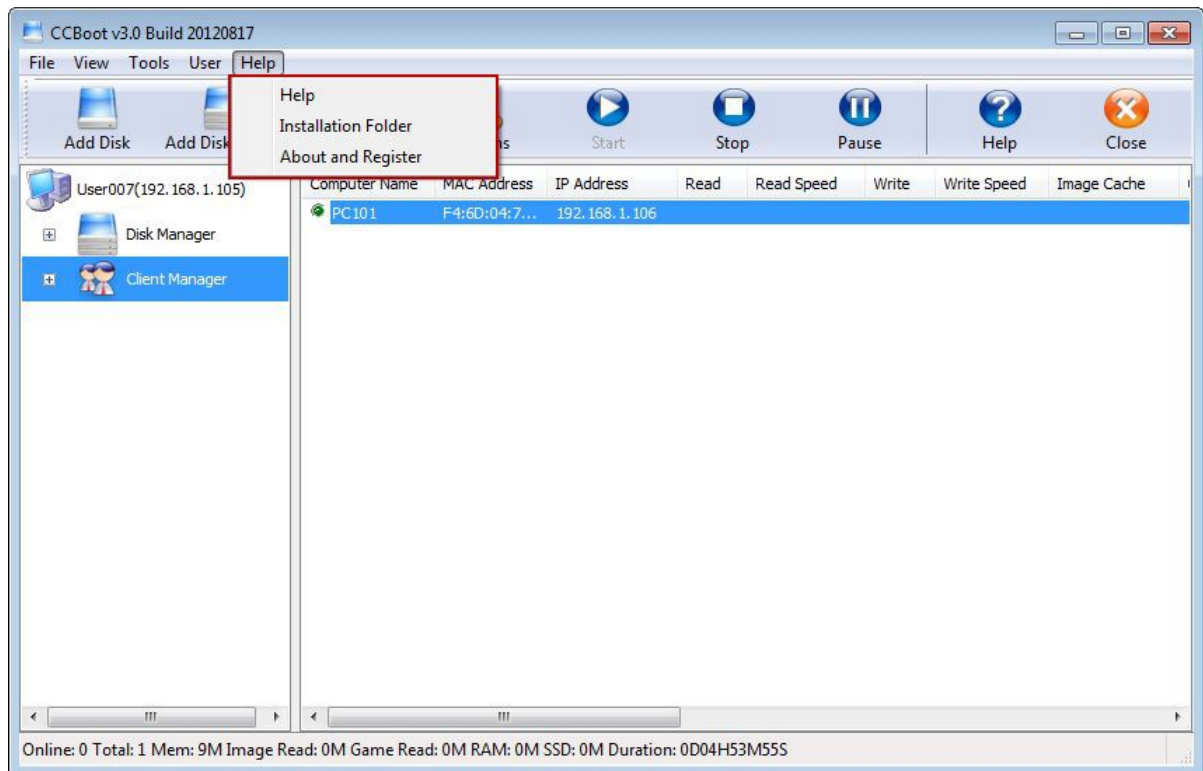 CCBoot v3.0 Build 20120817
File View Tools User Help
Help
Installation Folder
About and Register
Add Disk Add Disk Start Stop Pause Help Close
User007(192.168.1.105)
Disk Manager
Client Manager
Computer Name MAC Address IP Address Read Read Speed Write Write Speed Image Cache
PC101 F4:6D:04:7... 192.168.1.106
Online: 0 Total: 1 Mem: 9M Image Read: 0M Game Read: 0M RAM: 0M SSD: 0M Duration: 0D04H53M55S